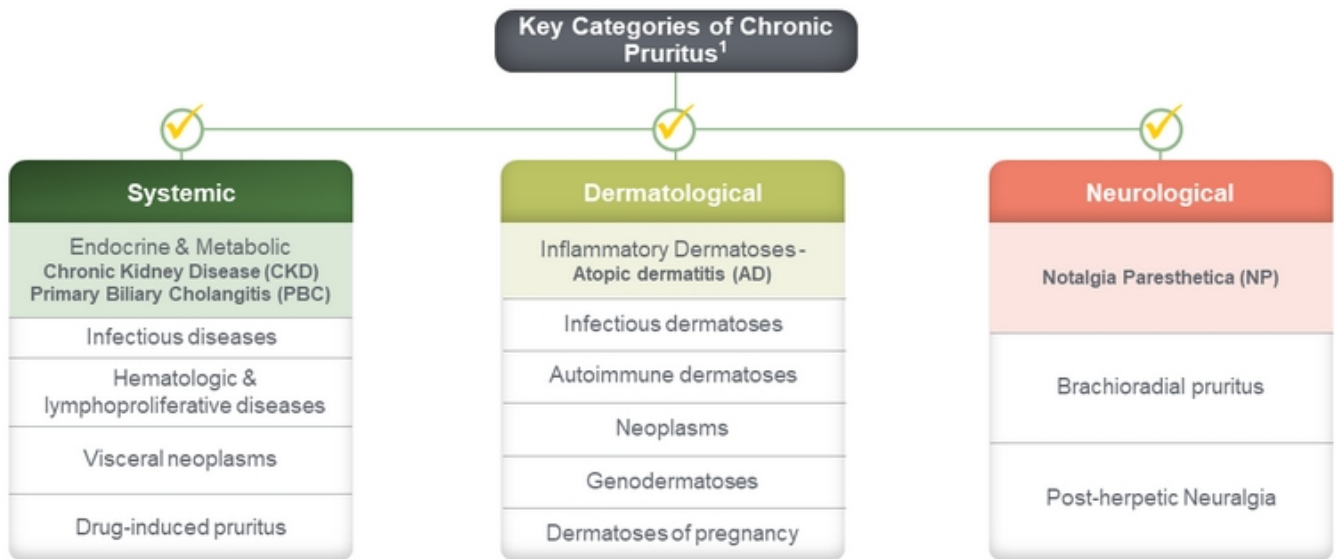 Key Categories of Chronic
Pruritus1
Systemic
Endocrine & Metabolic
Chronic Kidney Disease (CKD)
Primary Biliary Cholangitis (PBC)
Infectious diseases
Hematologic &
lymphoproliferative diseases
Visceral neoplasms
Drug-induced pruritus
Dermatological
Inflammatory Dermatoses -
Atopic dermatitis (AD)
Infectious dermatoses
Autoimmune dermatoses
Neoplasms
Genodermatoses
Dermatoses of pregnancy
Neurological
Notalgia Paresthetica (NP)
Brachioradial pruritus
Post-herpetic Neuralgia